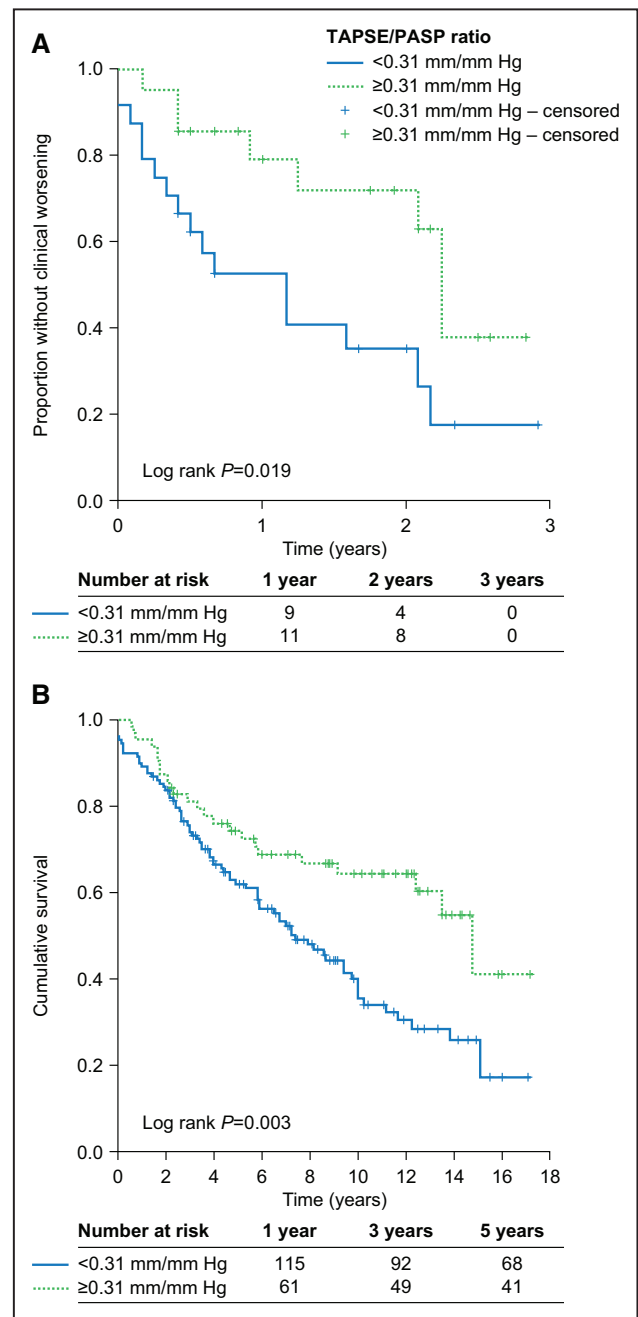 A
TAPSE/PASP ratio
<0.31 mm/mm Hg
≥0.31 mm/mm Hg
<0.31 mm/mm Hg – censored
≥0.31 mm/mm Hg – censored
Proportion without clinical worsening
1.0
0.8
0.6
0.4
0.2
0.0
Log rank P=0.019
0 1 2 3
Time (years)
Number at risk 1 year 2 years 3 years
<0.31 mm/mm Hg 9 4 0
≥0.31 mm/mm Hg 11 8 0
B
Cumulative survival
1.0
0.8
0.6
0.4
0.2
0.0
Log rank P=0.003
0 2 4 6 8 10 12 14 16 18
Time (years)
Number at risk 1 year 3 years 5 years
<0.31 mm/mm Hg 115 92 68
≥0.31 mm/mm Hg 61 49 41